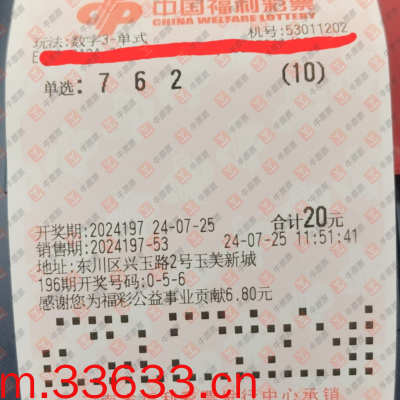 中国福利彩票
CHINA WELFARE LOTTERY
玩法:数字3-单式 机号:53011202
单选: 7 6 2 (10)
开奖期:2024197 24-07-25 合计20元
销售期:2024197-53 24-07-25 11:51:41
地址:东川区兴玉路2号玉美新城
196期开奖号码:0-5-6
感谢您为福彩公益事业贡献6.80元
m.33633.cn
中心承销